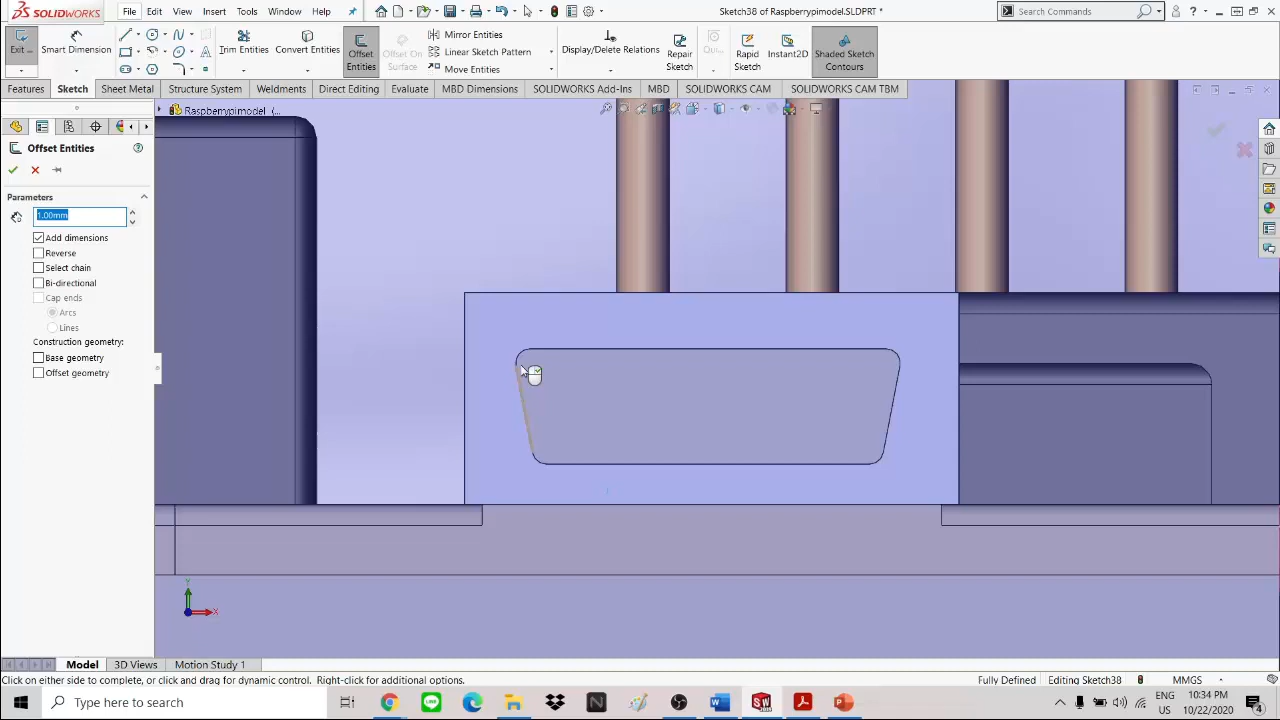 SOLIDWORKS File Edit View Insert Tools Window Help Sketch38 of Raspberrypimodel.SLDPRT * Search Commands
Exit... Smart Dimension Trim Entities Convert Entities Offset Entities Offset On Surface Mirror Entities Linear Sketch Pattern Move Entities Display/Delete Relations Repair Sketch Qui... Rapid Sketch Instant2D Shaded Sketch Contours
Features Sketch Sheet Metal Structure System Weldments Direct Editing Evaluate MBD Dimensions SOLIDWORKS Add-Ins MBD SOLIDWORKS CAM SOLIDWORKS CAM TBM
Raspberrypimodel (...
Offset Entities
Parameters
1.00mm
Add dimensions
Reverse
Select chain
Bi-directional
Cap ends
Arcs
Lines
Construction geometry:
Base geometry
Offset geometry
Y
X
Model 3D Views Motion Study 1
Click on either side to complete, or click and drag for dynamic control. Right-click for additional options. Fully Defined Editing Sketch38 MMGS
Type here to search ENG 10:34 PM
US 10/22/2020